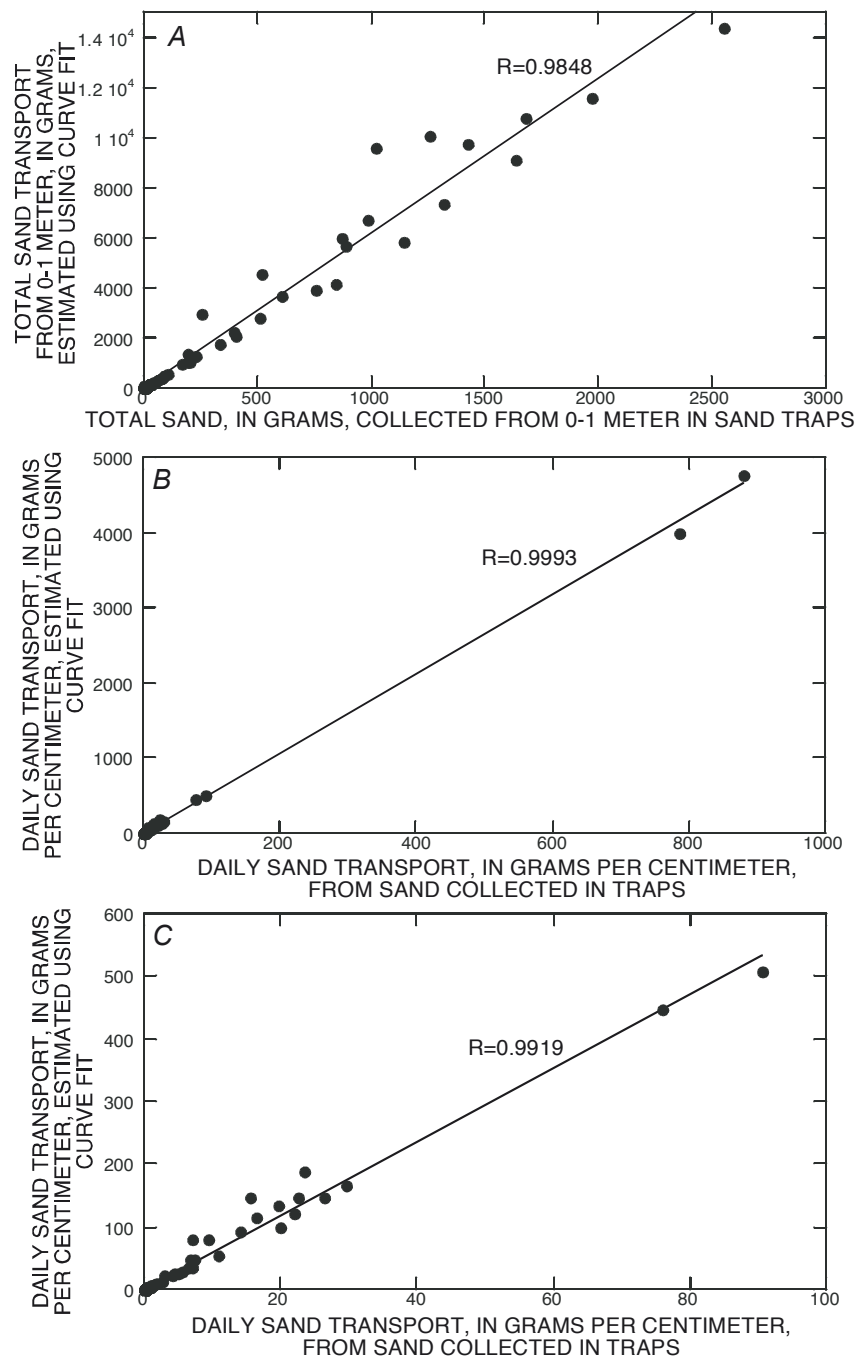 A
R=0.9848
TOTAL SAND TRANSPORT
FROM 0-1 METER, IN GRAMS,
ESTIMATED USING CURVE FIT
1.4 10⁴
1.2 10⁴
1 10⁴
8000
6000
4000
2000
0
0 500 1000 1500 2000 2500 3000
TOTAL SAND, IN GRAMS, COLLECTED FROM 0-1 METER IN SAND TRAPS
B
R=0.9993
DAILY SAND TRANSPORT, IN GRAMS
PER CENTIMETER, ESTIMATED USING
CURVE FIT
5000
4000
3000
2000
1000
0
0 200 400 600 800 1000
DAILY SAND TRANSPORT, IN GRAMS PER CENTIMETER,
FROM SAND COLLECTED IN TRAPS
C
R=0.9919
DAILY SAND TRANSPORT, IN GRAMS
PER CENTIMETER, ESTIMATED USING
CURVE FIT
600
500
400
300
200
100
0
0 20 40 60 80 100
DAILY SAND TRANSPORT, IN GRAMS PER CENTIMETER,
FROM SAND COLLECTED IN TRAPS